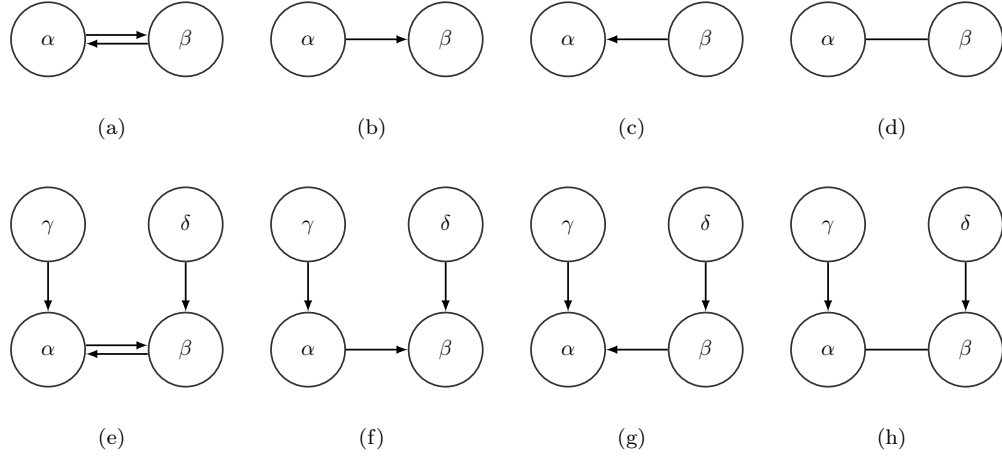 α β α β α β α β
(a) (b) (c) (d)
γ δ γ δ γ δ γ δ
α β α β α β α β
(e) (f) (g) (h)